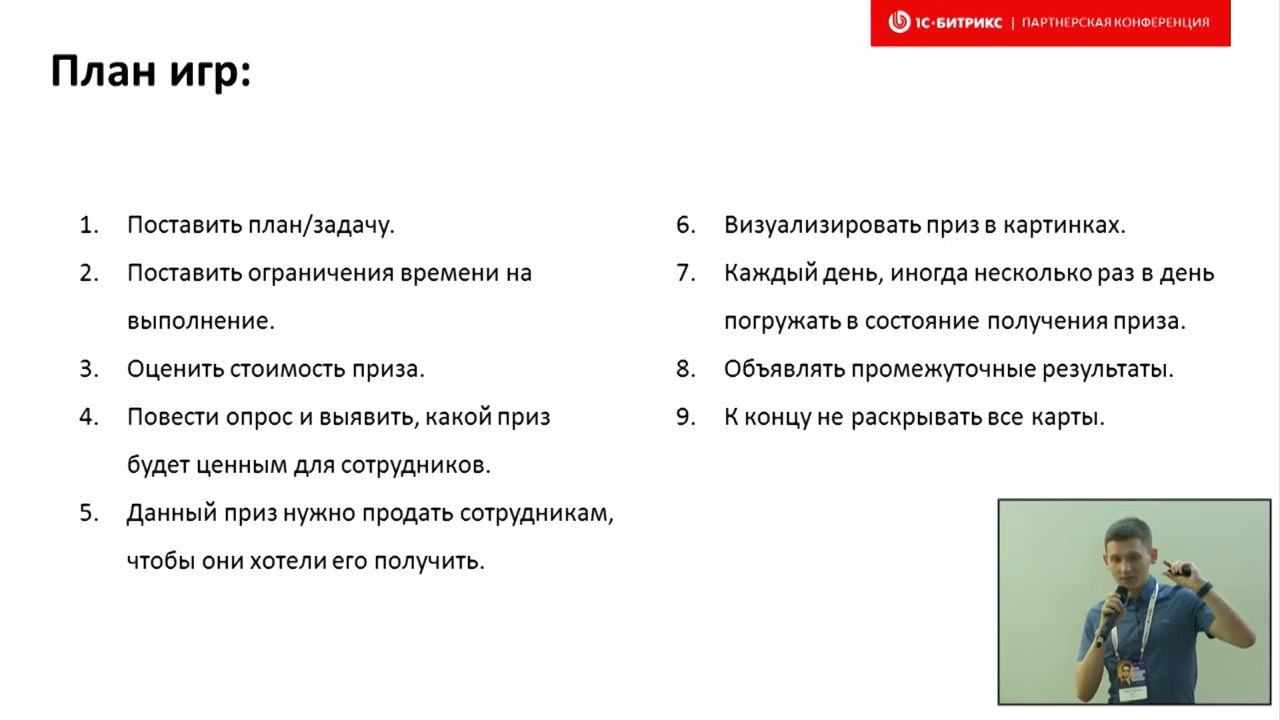 1С·БИТРИКС | ПАРТНЕРСКАЯ КОНФЕРЕНЦИЯ
План игр:
1. Поставить план/задачу.
2. Поставить ограничения времени на
выполнение.
3. Оценить стоимость приза.
4. Повести опрос и выявить, какой приз
будет ценным для сотрудников.
5. Данный приз нужно продать сотрудникам,
чтобы они хотели его получить.
6. Визуализировать приз в картинках.
7. Каждый день, иногда несколько раз в день
погружать в состояние получения приза.
8. Объявлять промежуточные результаты.
9. К концу не раскрывать все карты.